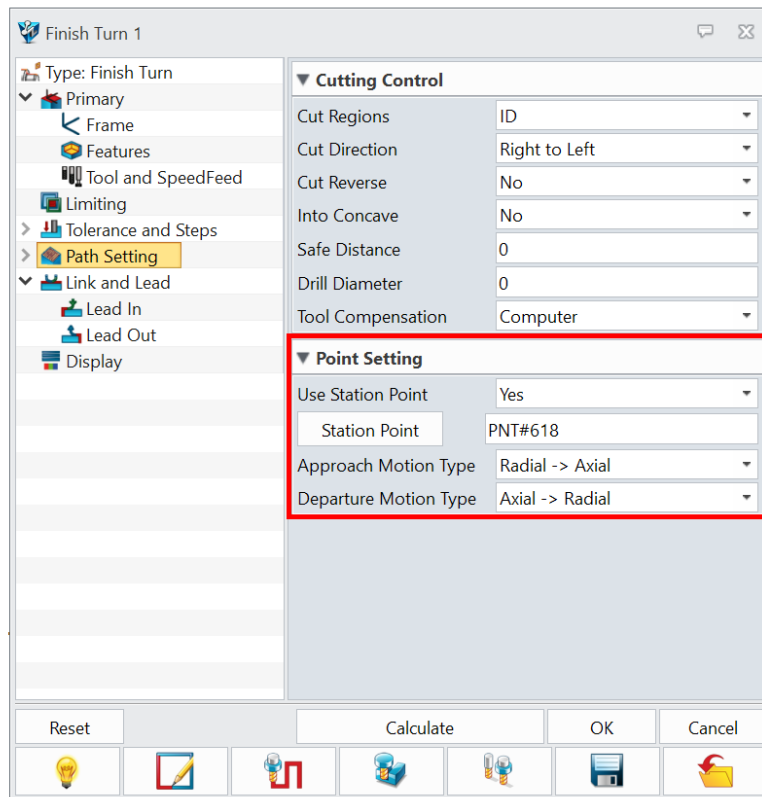 Finish Turn 1
Type: Finish Turn
Primary
Frame
Features
Tool and SpeedFeed
Limiting
Tolerance and Steps
Path Setting
Link and Lead
Lead In
Lead Out
Display
Cutting Control
Cut Regions ID
Cut Direction Right to Left
Cut Reverse No
Into Concave No
Safe Distance 0
Drill Diameter 0
Tool Compensation Computer
Point Setting
Use Station Point Yes
Station Point PNT#618
Approach Motion Type Radial -> Axial
Departure Motion Type Axial -> Radial
Reset Calculate OK Cancel